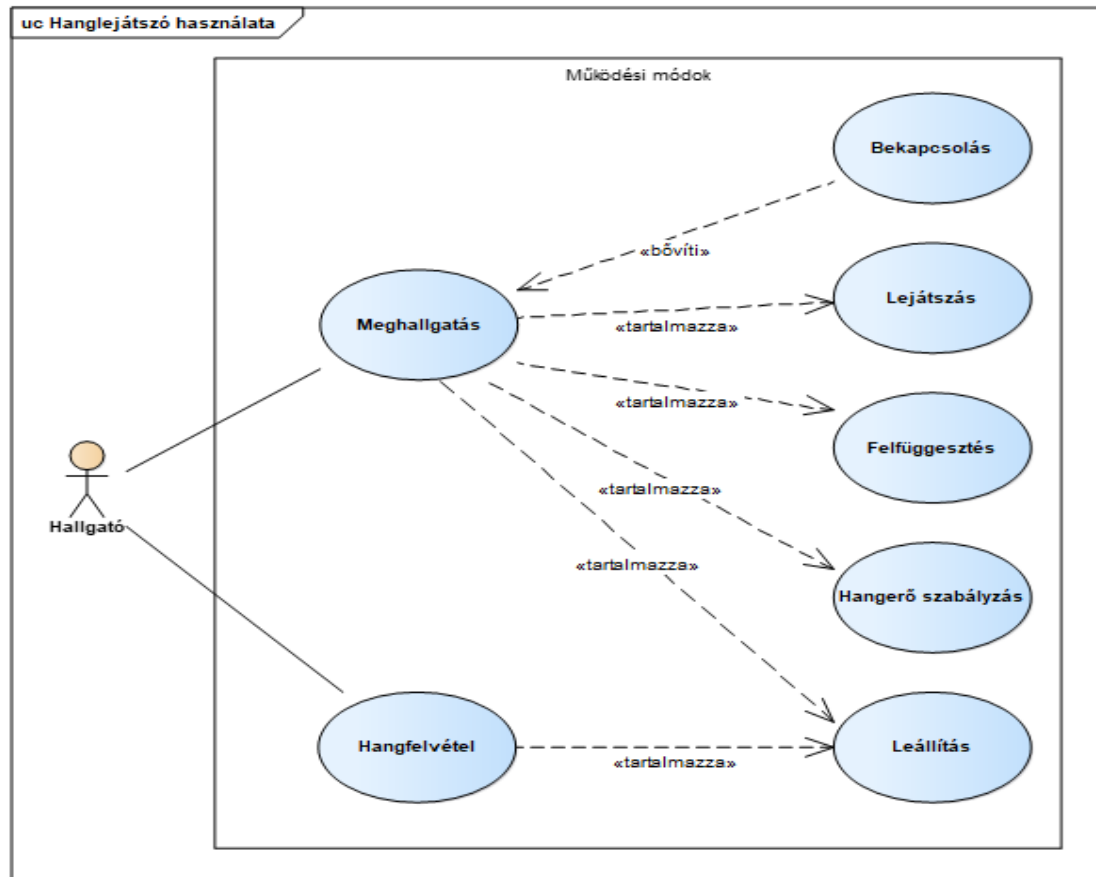 uc Hanglejátszó használata
Működési módok
Bekapcsolás
«bővíti»
Meghallgatás
Lejátszás
«tartalmazza»
«tartalmazza»
Felfüggesztés
«tartalmazza»
Hallgató
«tartalmazza»
Hangerő szabályzás
Hangfelvétel
Leállítás
«tartalmazza»